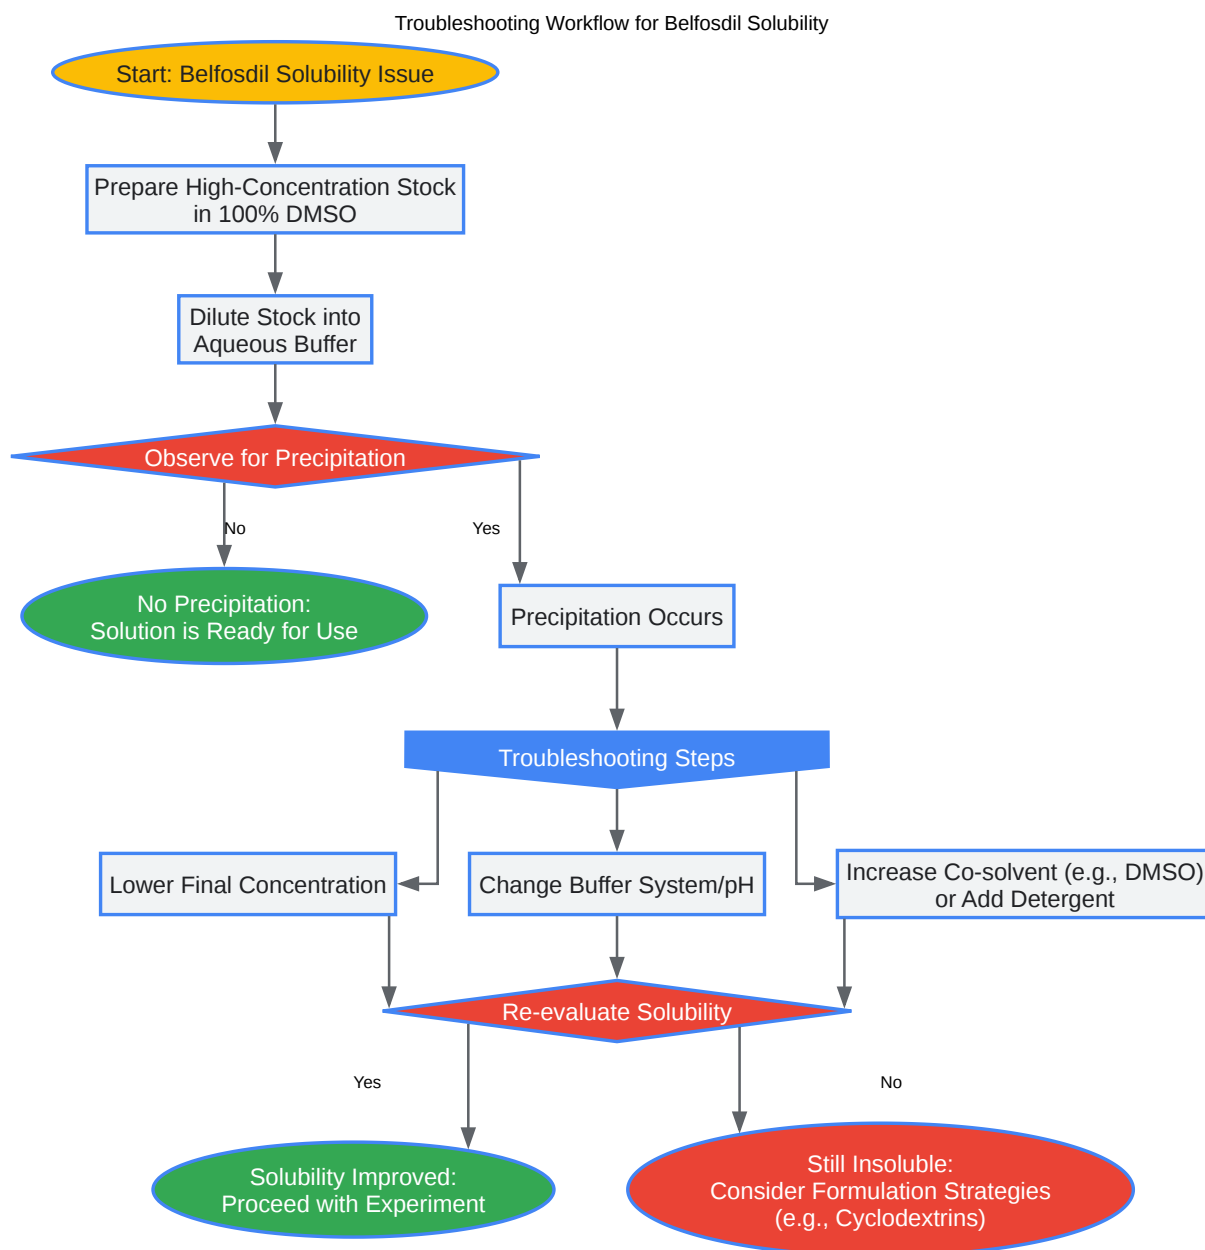 Troubleshooting Workflow for Belfosdil Solubility
Start: Belfosdil Solubility Issue
Prepare High-Concentration Stock
in 100% DMSO
Dilute Stock into
Aqueous Buffer
Observe for Precipitation
No
Yes
No Precipitation:
Solution is Ready for Use
Precipitation Occurs
Troubleshooting Steps
Lower Final Concentration
Change Buffer System/pH
Increase Co-solvent (e.g., DMSO)
or Add Detergent
Re-evaluate Solubility
Yes
No
Solubility Improved:
Proceed with Experiment
Still Insoluble:
Consider Formulation Strategies
(e.g., Cyclodextrins)